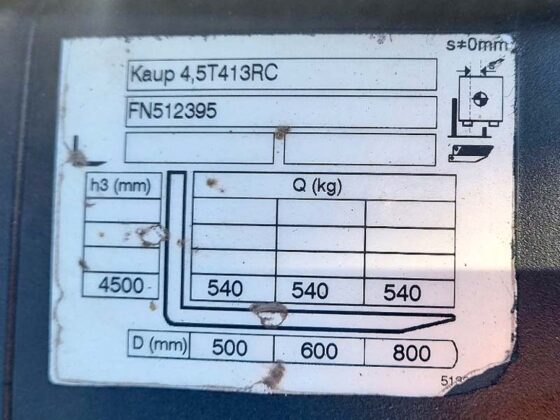 s≠0mm
Kaup 4,5T413RC
s
FN512395
h3 (mm) Q (kg)
4500 540 540 540
D (mm) 500 600 800